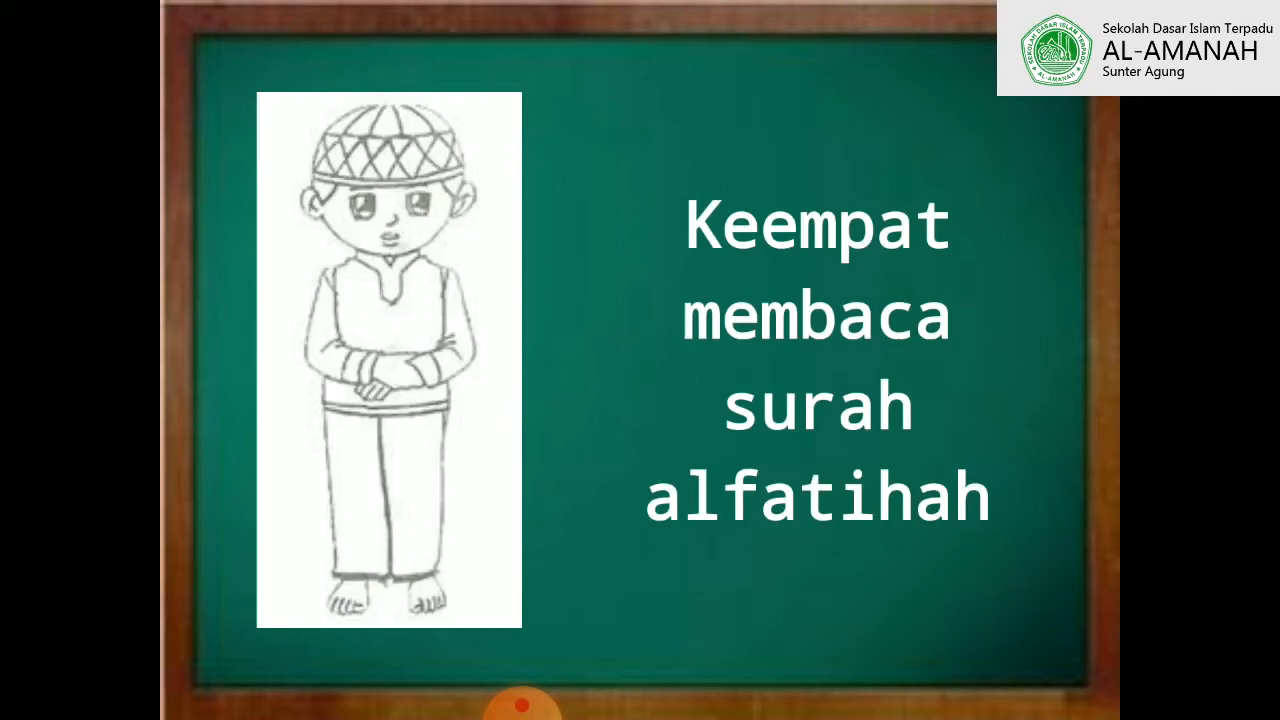 Sekolah Dasar Islam Terpadu
AL-AMANAH
Sunter Agung
Keempat
membaca
surah
alfatihah